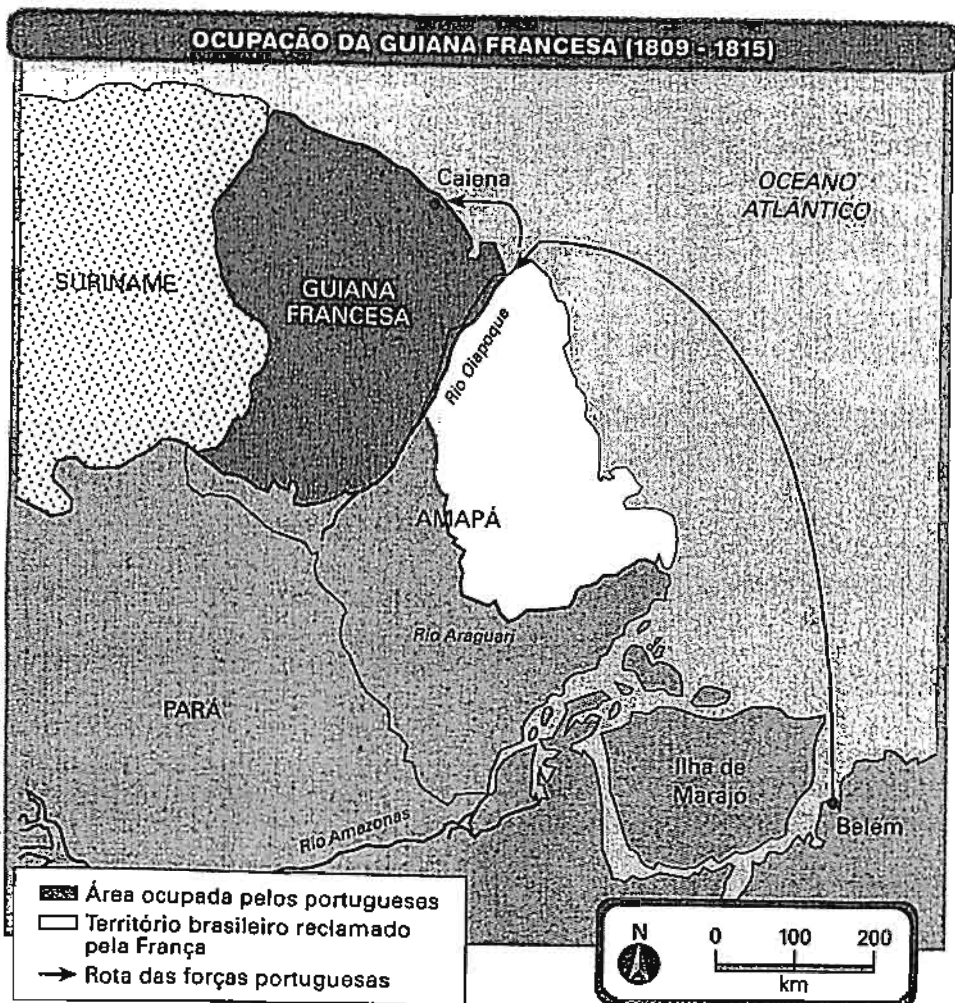 OCUPAÇÃO DA GUIANA FRANCESA (1809 - 1815)
Caiena
OCEANO
ATLÂNTICO
SURINAME
GUIANA
FRANCESA
Rio Oiapoque
AMAPÁ
Rio Araguari
PARÁ
Ilha de
Marajó
Belém
Rio Amazonas
Área ocupada pelos portugueses
Território brasileiro reclamado
pela França
Rota das forças portuguesas
N
0 100 200
km